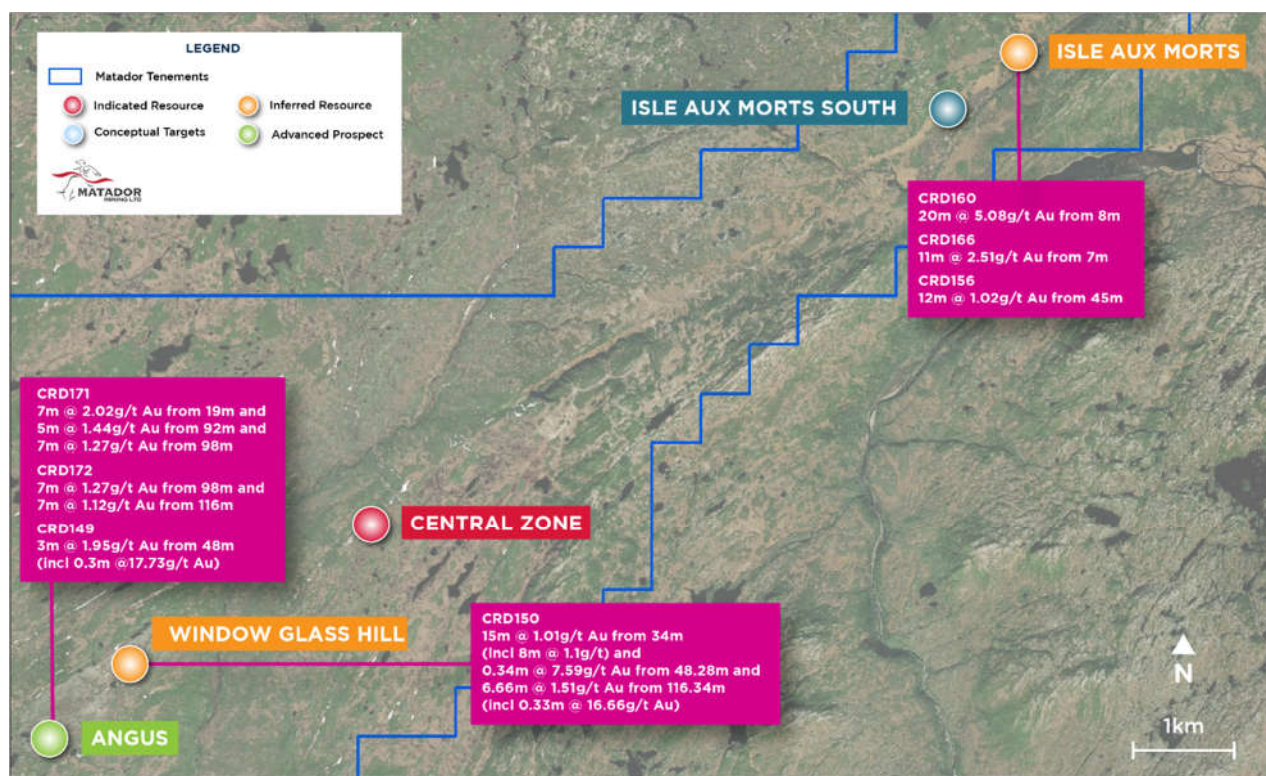 LEGEND
Matador Tenements
Indicated Resource
Inferred Resource
Conceptual Targets
Advanced Prospect
MATADOR
MINING LTD
ISLE AUX MORTS
ISLE AUX MORTS SOUTH
CRD160
20m @ 5.08g/t Au from 8m
CRD166
11m @ 2.51g/t Au from 7m
CRD156
12m @ 1.02g/t Au from 45m
CRD171
7m @ 2.02g/t Au from 19m and
5m @ 1.44g/t Au from 92m and
7m @ 1.27g/t Au from 98m
CRD172
7m @ 1.27g/t Au from 98m and
7m @ 1.12g/t Au from 116m
CRD149
3m @ 1.95g/t Au from 48m
(incl 0.3m @17.73g/t Au)
CENTRAL ZONE
WINDOW GLASS HILL
CRD150
15m @ 1.01g/t Au from 34m
(incl 8m @ 1.1g/t) and
0.34m @ 7.59g/t Au from 48.28m and
6.66m @ 1.51g/t Au from 116.34m
(incl 0.33m @ 16.66g/t Au)
ANGUS
N
1km